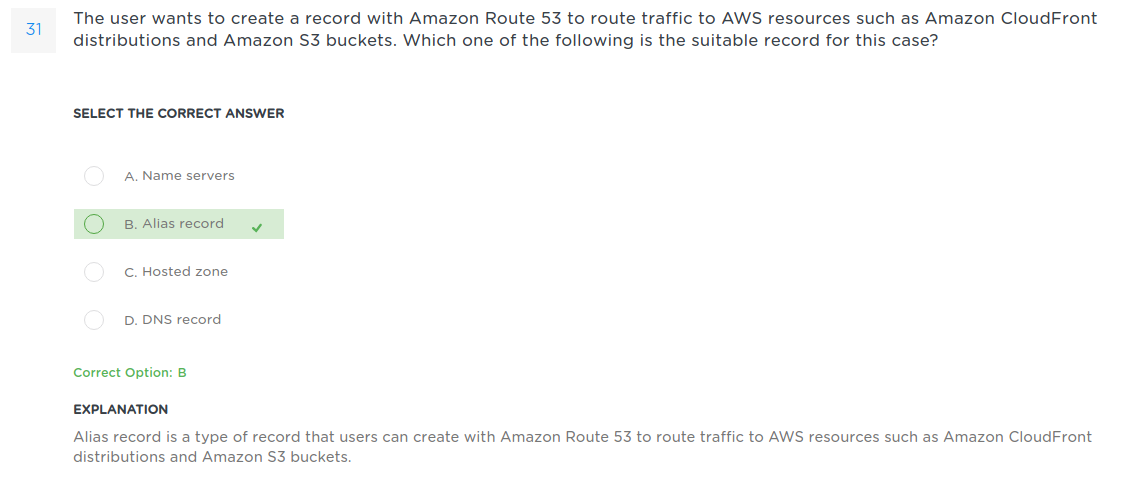 31
The user wants to create a record with Amazon Route 53 to route traffic to AWS resources such as Amazon CloudFront
distributions and Amazon S3 buckets. Which one of the following is the suitable record for this case?
SELECT THE CORRECT ANSWER
A. Name servers
B. Alias record
C. Hosted zone
D. DNS record
Correct Option: B
EXPLANATION
Alias record is a type of record that users can create with Amazon Route 53 to route traffic to AWS resources such as Amazon CloudFront
distributions and Amazon S3 buckets.